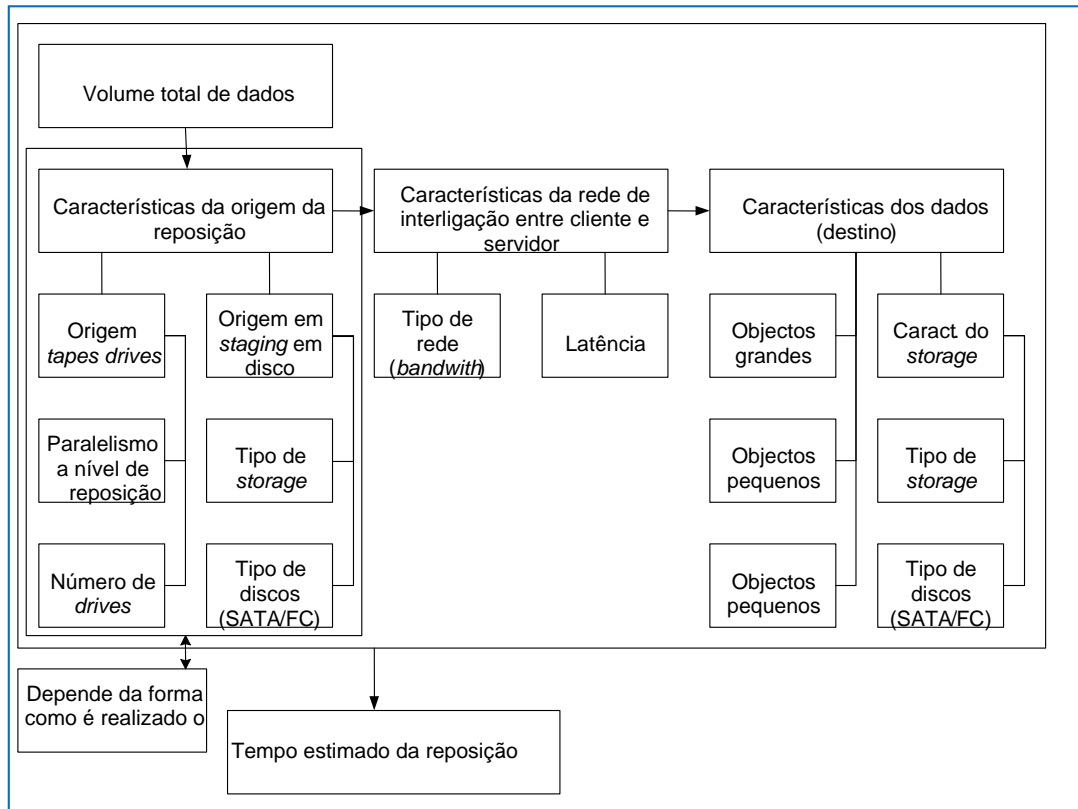 Volume total de dados
Características da origem da
reposição
Características da rede de
interligação entre cliente e
servidor
Características dos dados
(destino)
Origem
tapes drives
Origem em
staging em
disco
Tipo de
rede
(bandwith)
Latência
Objectos
grandes
Caract. do
storage
Paralelismo
a nível de
reposição
Tipo de
storage
Objectos
pequenos
Tipo de
storage
Número de
drives
Tipo de
discos
(SATA/FC)
Objectos
pequenos
Tipo de
discos
(SATA/FC)
Depende da forma
como é realizado o
Tempo estimado da reposição